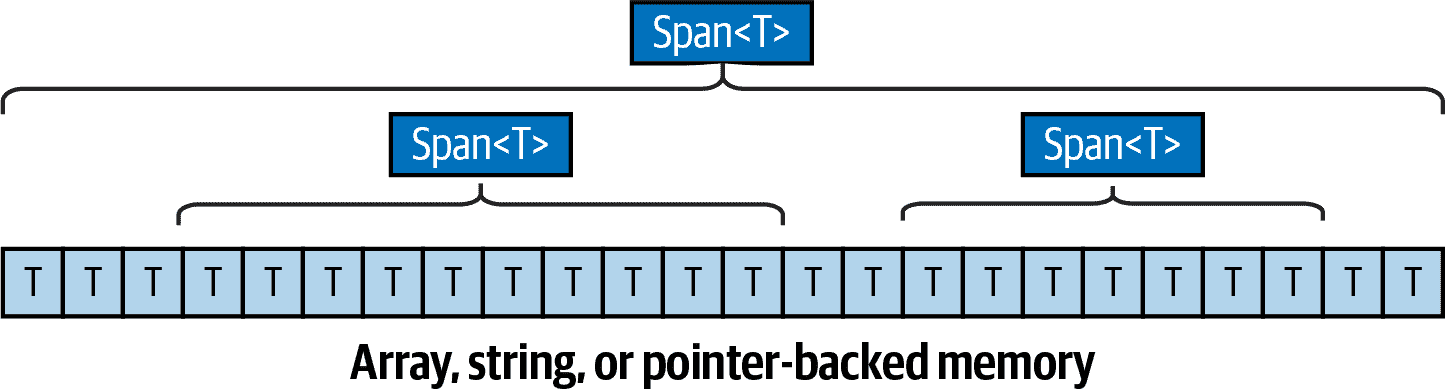 Span<T>
Span<T> Span<T>
T T T T T T T T T T T T T T T T T T T T T T T T
Array, string, or pointer-backed memory